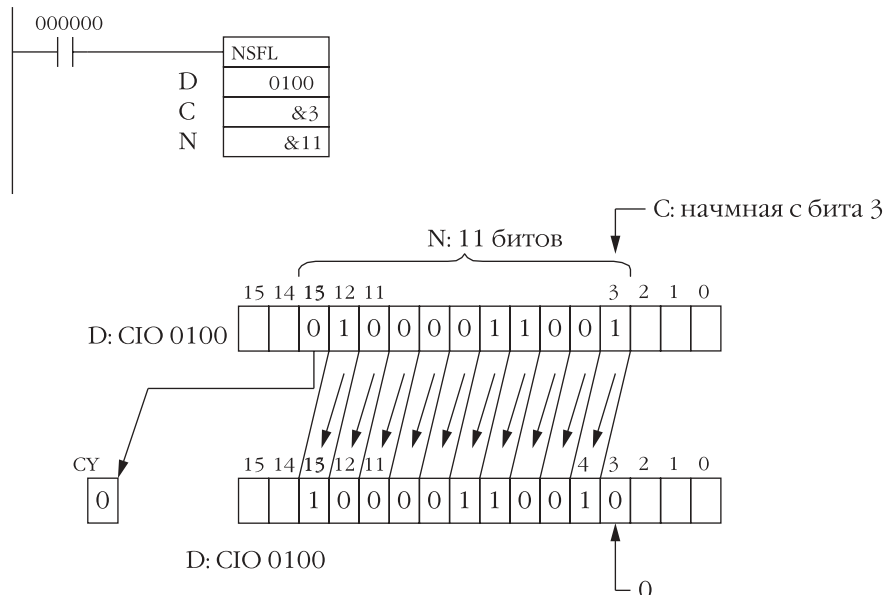 000000
NSFL
D 0100
C &3
N &11
C: начмная с бита 3
N: 11 битов
15 14 13 12 11 3 2 1 0
D: CIO 0100 0 1 0 0 0 0 1 1 0 0 1
CY 15 14 13 12 11 4 3 2 1 0
0 1 0 0 0 0 1 1 0 0 1 0
D: CIO 0100
0